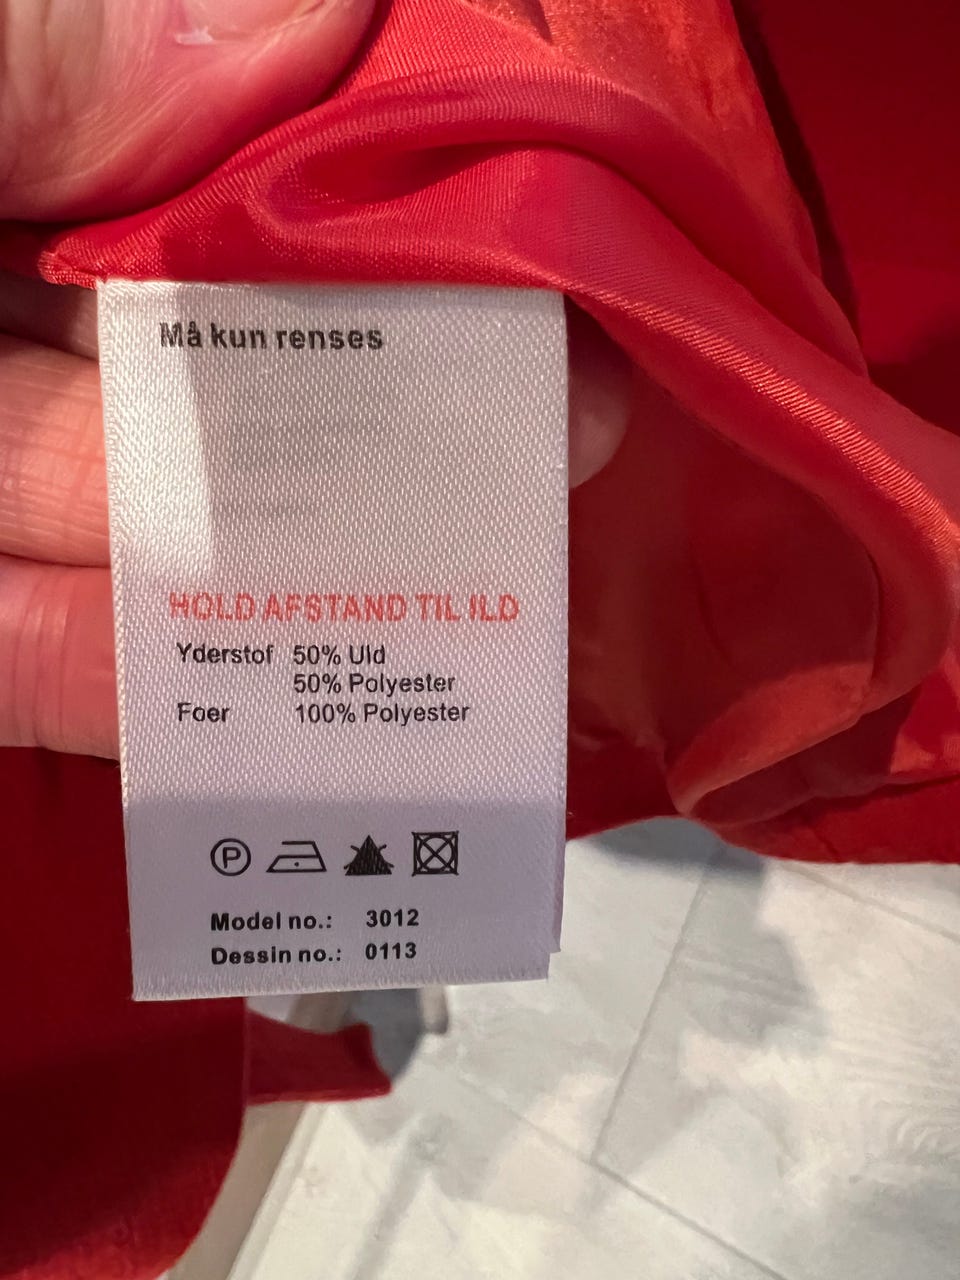 Må kun renses
HOLD AFSTAND TIL ILD
Yderstof 50% Uld
50% Polyester
Foer 100% Polyester
P
Model no.: 3012
Dessin no.: 0113